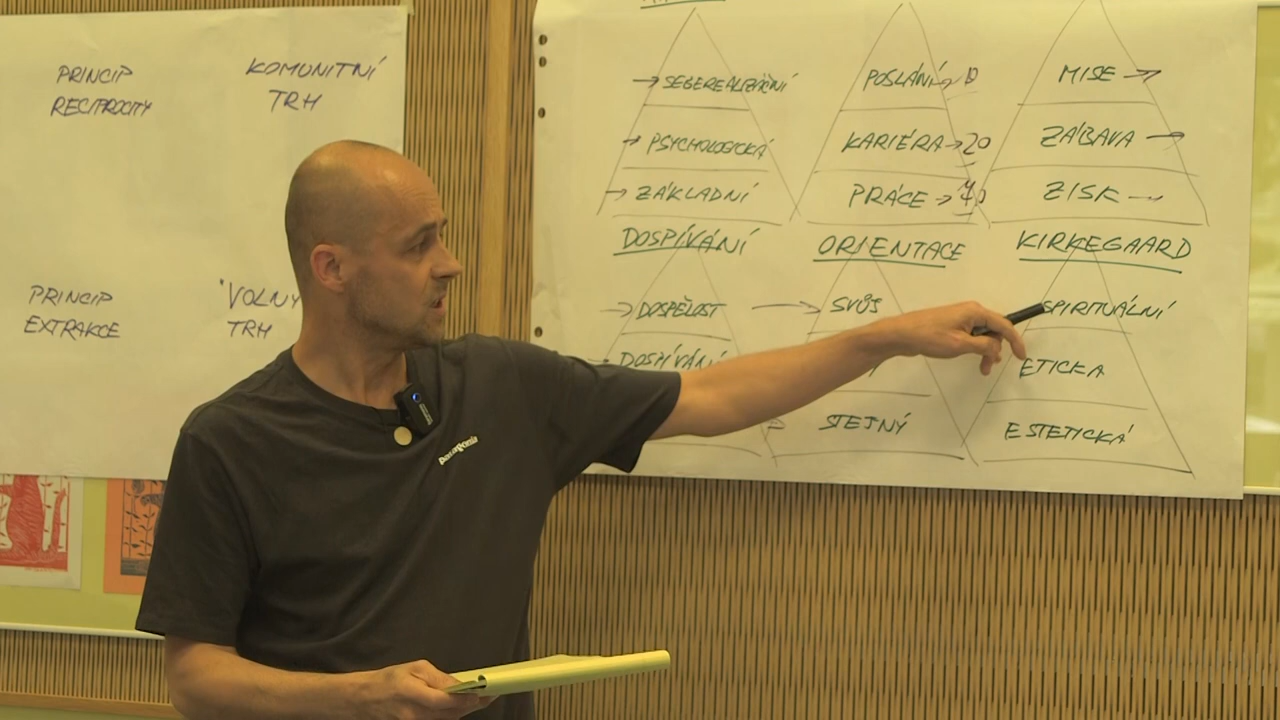 PRINCIP
RECIPROCITY
KOMUNITNÍ
TRH
PRINCIP
EXTRAKCE
VOLNÝ
TRH
→ SEBEREALIZAČNÍ
→ PSYCHOLOGICKÁ
→ ZÁKLADNÍ
POSLÁNÍ →
KARIÉRA → 20
PRÁCE →
MISE →
ZÁBAVA →
ZISK →
DOSPÍVÁNÍ
→ DOSPĚLOST →
→ DOSPÍVÁNÍ
ORIENTACE
SVŮJ
STEJNÝ
KIRKEGAARD
SPIRITUÁLNÍ
ETICKÁ
ESTETICKÁ
Patagonia